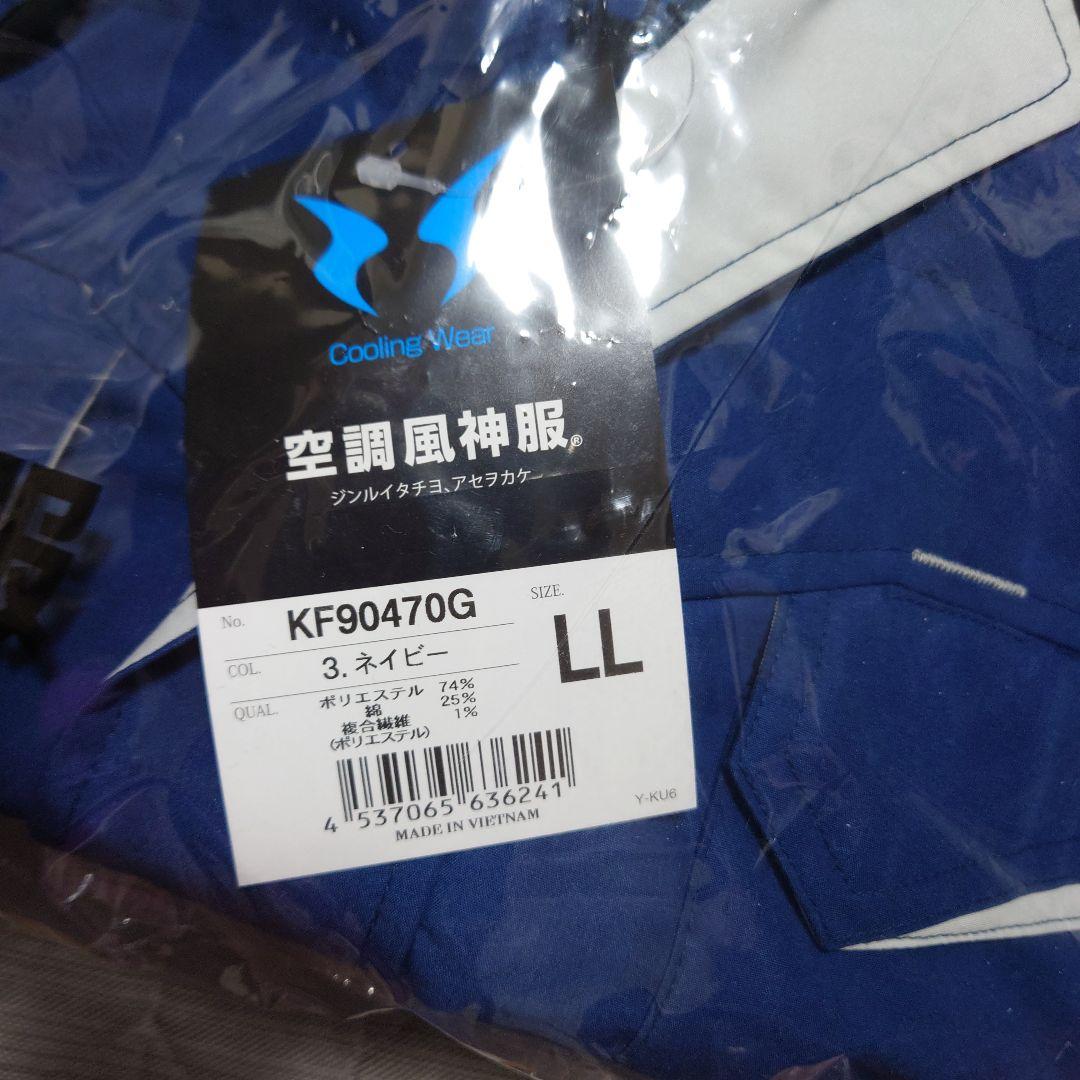 Cooling Wear
空調風神服®
ジンルイタチヨ、アセヲカケ
No. KF90470G
SIZE. LL
COL. 3. ネイビー
QUAL. ポリエステル 74%
綿 25%
複合繊維 1%
(ポリエステル)
4 537065 636241
MADE IN VIETNAM
Y-KU6